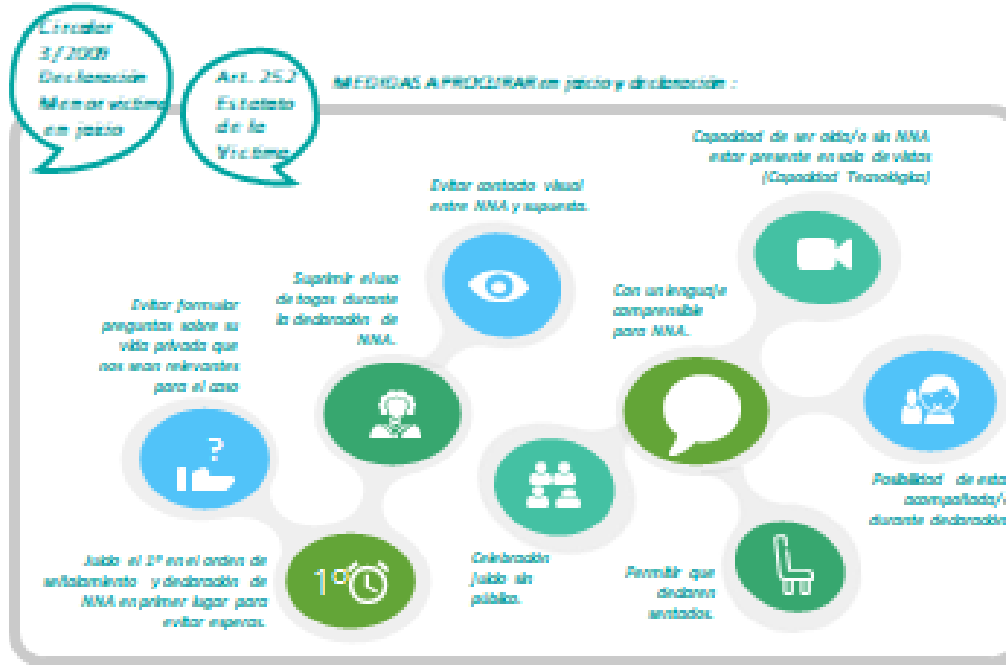 Circular
3/2009
Declaración
Menor víctima
en juicio
Art. 25.2
Estatuto
de la
Víctima
MEDIDAS A PROCURAR en juicio y declaración :
Capacidad de ser oída/o sin NNA
estar presente en sala de vistas
(Capacidad Tecnológica)
Evitar contacto visual
entre NNA y supuesto.
Suprimir el uso
de togas durante
la declaración de
NNA.
Con un lenguaje
comprensible
para NNA.
Evitar formular
preguntas sobre su
vida privada que
nos sean relevantes
para el caso
?
Posibilidad de estar
acompañada/
durante declaración
Juicio el 1º en el orden de
señalamiento y declaración de
NNA en primer lugar para
evitar esperas.
1º
Celebración
juicio sin
público.
Permitir que
declaren
sentados.